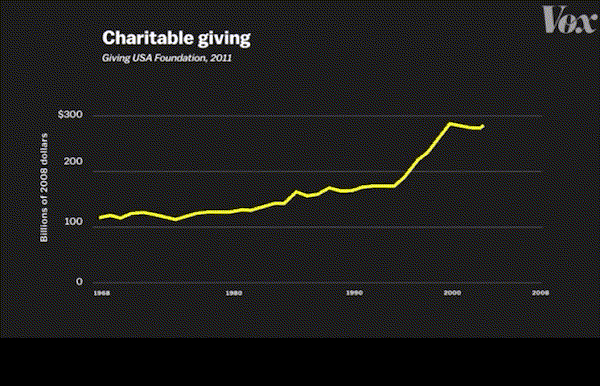 Vox
Charitable giving
Giving USA Foundation, 2011
Billions of 2008 dollars
$300
200
100
0
1968
1980
1990
2000
2008